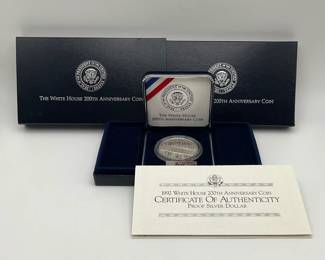 THE WHITE HOUSE 200TH ANNIVERSARY COIN
200TH ANNIVERSARY COIN
THE WHITE HOUSE
200TH ANNIVERSARY COIN
1992 WHITE HOUSE 200TH ANNIVERSARY COIN
CERTIFICATE OF AUTHENTICITY
PROOF SILVER DOLLAR